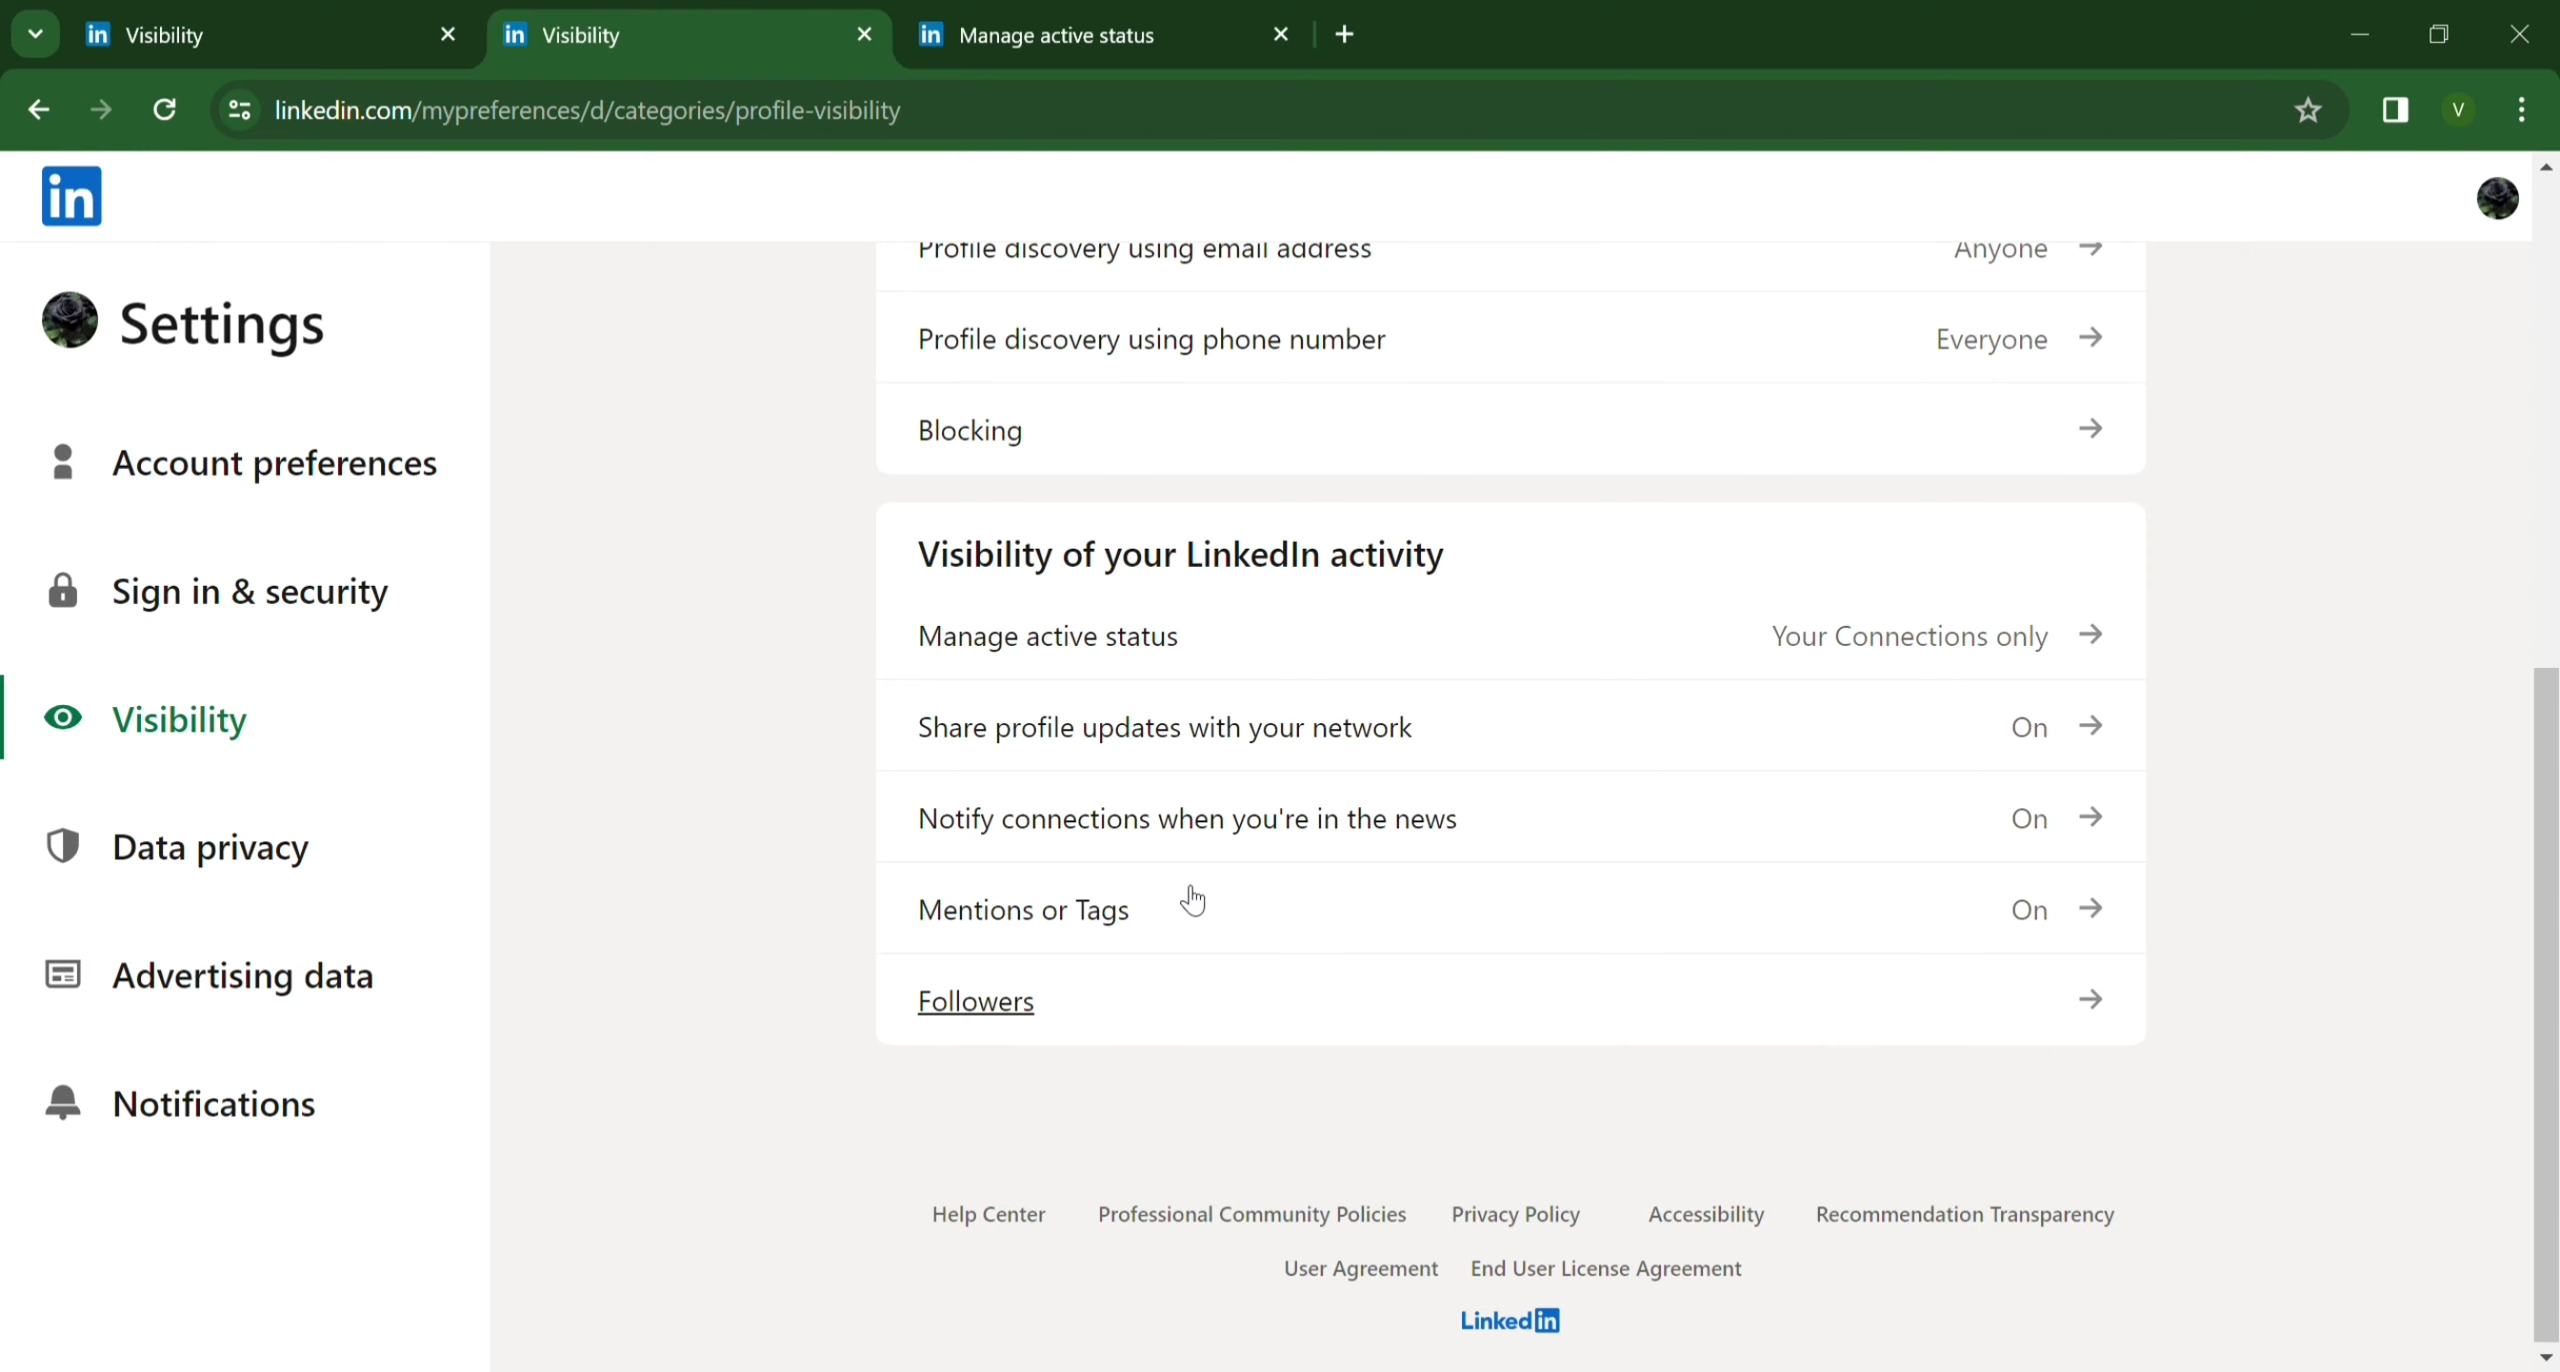 Visibility
Visibility
Manage active status
linkedin.com/mypreferences/d/categories/profile-visibility
V
in
Settings
Account preferences
Sign in & security
Visibility
Data privacy
Advertising data
Notifications
Profile discovery using email address Anyone
Profile discovery using phone number Everyone
Blocking
Visibility of your LinkedIn activity
Manage active status Your Connections only
Share profile updates with your network On
Notify connections when you're in the news On
Mentions or Tags On
Followers
Help Center Professional Community Policies Privacy Policy Accessibility Recommendation Transparency
User Agreement End User License Agreement
LinkedIn